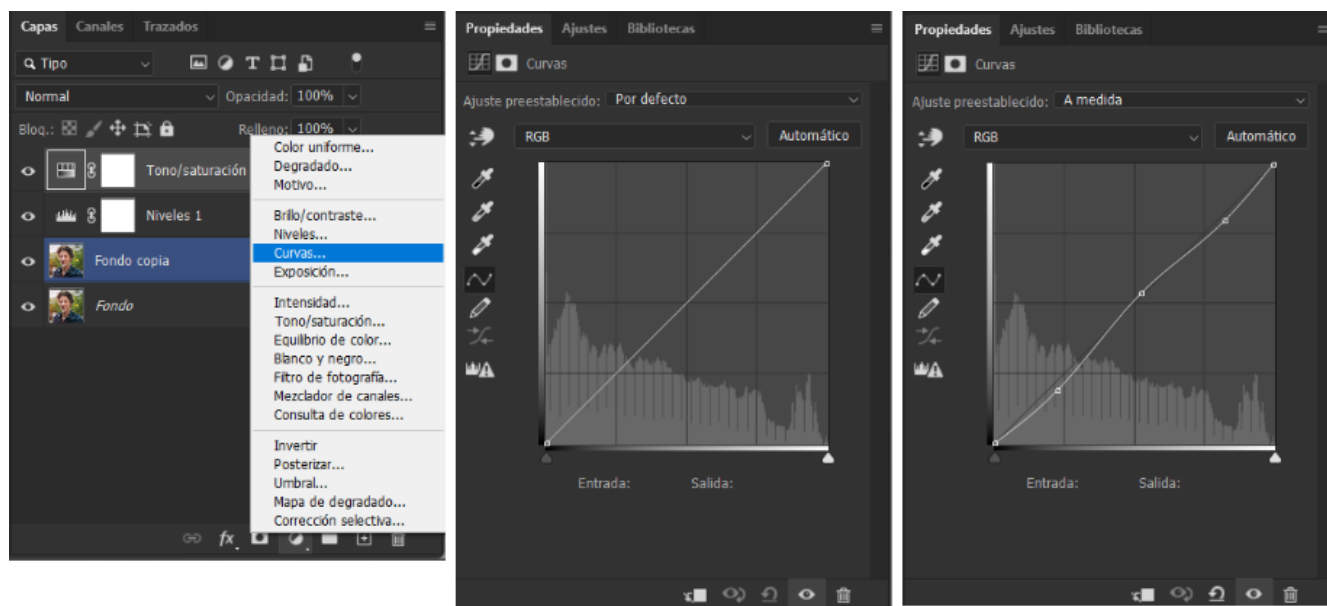 Capas Canales Trazados
Tipo
Normal Opacidad: 100%
Bloq.: Relleno: 100%
Tono/saturación
Niveles 1
Fondo copia
Fondo
Color uniforme...
Degradado...
Motivo...
Brillo/contraste...
Niveles...
Curvas...
Exposición...
Intensidad...
Tono/saturación...
Equilibrio de color...
Blanco y negro...
Filtro de fotografía...
Mezclador de canales...
Consulta de colores...
Invertir
Posterizar...
Umbral...
Mapa de degradado...
Corrección selectiva...
fx
Propiedades Ajustes Bibliotecas
Curvas
Ajuste preestablecido: Por defecto
RGB Automático
Entrada: Salida:
Propiedades Ajustes Bibliotecas
Curvas
Ajuste preestablecido: A medida
RGB Automático
Entrada: Salida: